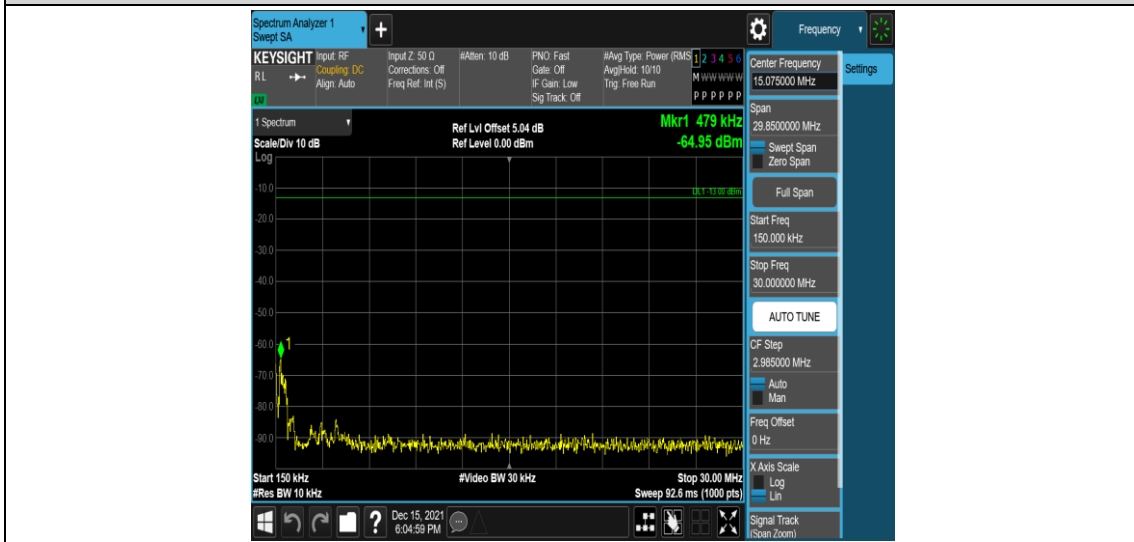 Spectrum Analyzer 1
Swept SA
+
Frequency
KEYSIGHT
RL
Input: RF
Coupling: DC
Align: Auto
Input Z: 50 Ω
Corrections: Off
Freq Ref: Int (S)
#Atten: 10 dB
PNO: Fast
Gate: Off
IF Gain: Low
Sig Track: Off
#Avg Type: Power (RMS
Avg|Hold: 10/10
Trig: Free Run
1 2 3 4 5 6
M W W W W W
P P P P P P
1 Spectrum
Scale/Div 10 dB
Log
Ref Lvl Offset 5.04 dB
Ref Level 0.00 dBm
Mkr1 479 kHz
-64.95 dBm
DL1 -13.00 dBm
-10.0
-20.0
-30.0
-40.0
-50.0
-60.0
1
-70.0
-80.0
-90.0
Start 150 kHz
#Res BW 10 kHz
#Video BW 30 kHz
Stop 30.00 MHz
Sweep 92.6 ms (1000 pts)
Center Frequency
15.075000 MHz
Settings
Span
29.8500000 MHz
Swept Span
Zero Span
Full Span
Start Freq
150.000 kHz
Stop Freq
30.000000 MHz
AUTO TUNE
CF Step
2.985000 MHz
Auto
Man
Freq Offset
0 Hz
X Axis Scale
Log
Lin
Signal Track
(Span Zoom)
?
Dec 15, 2021
6:04:59 PM